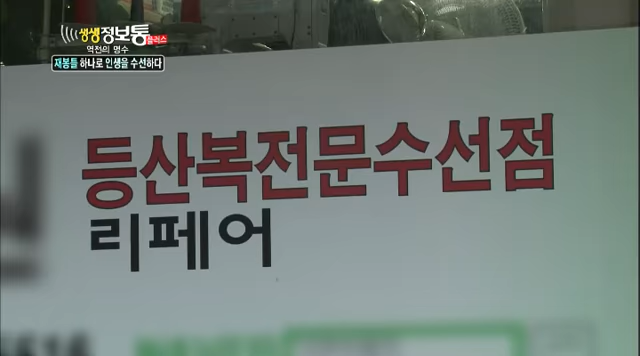 생생정보통 플러스
역전의 명수
재봉틀 하나로 인생을 수선하다
등산복전문수선점
리페어